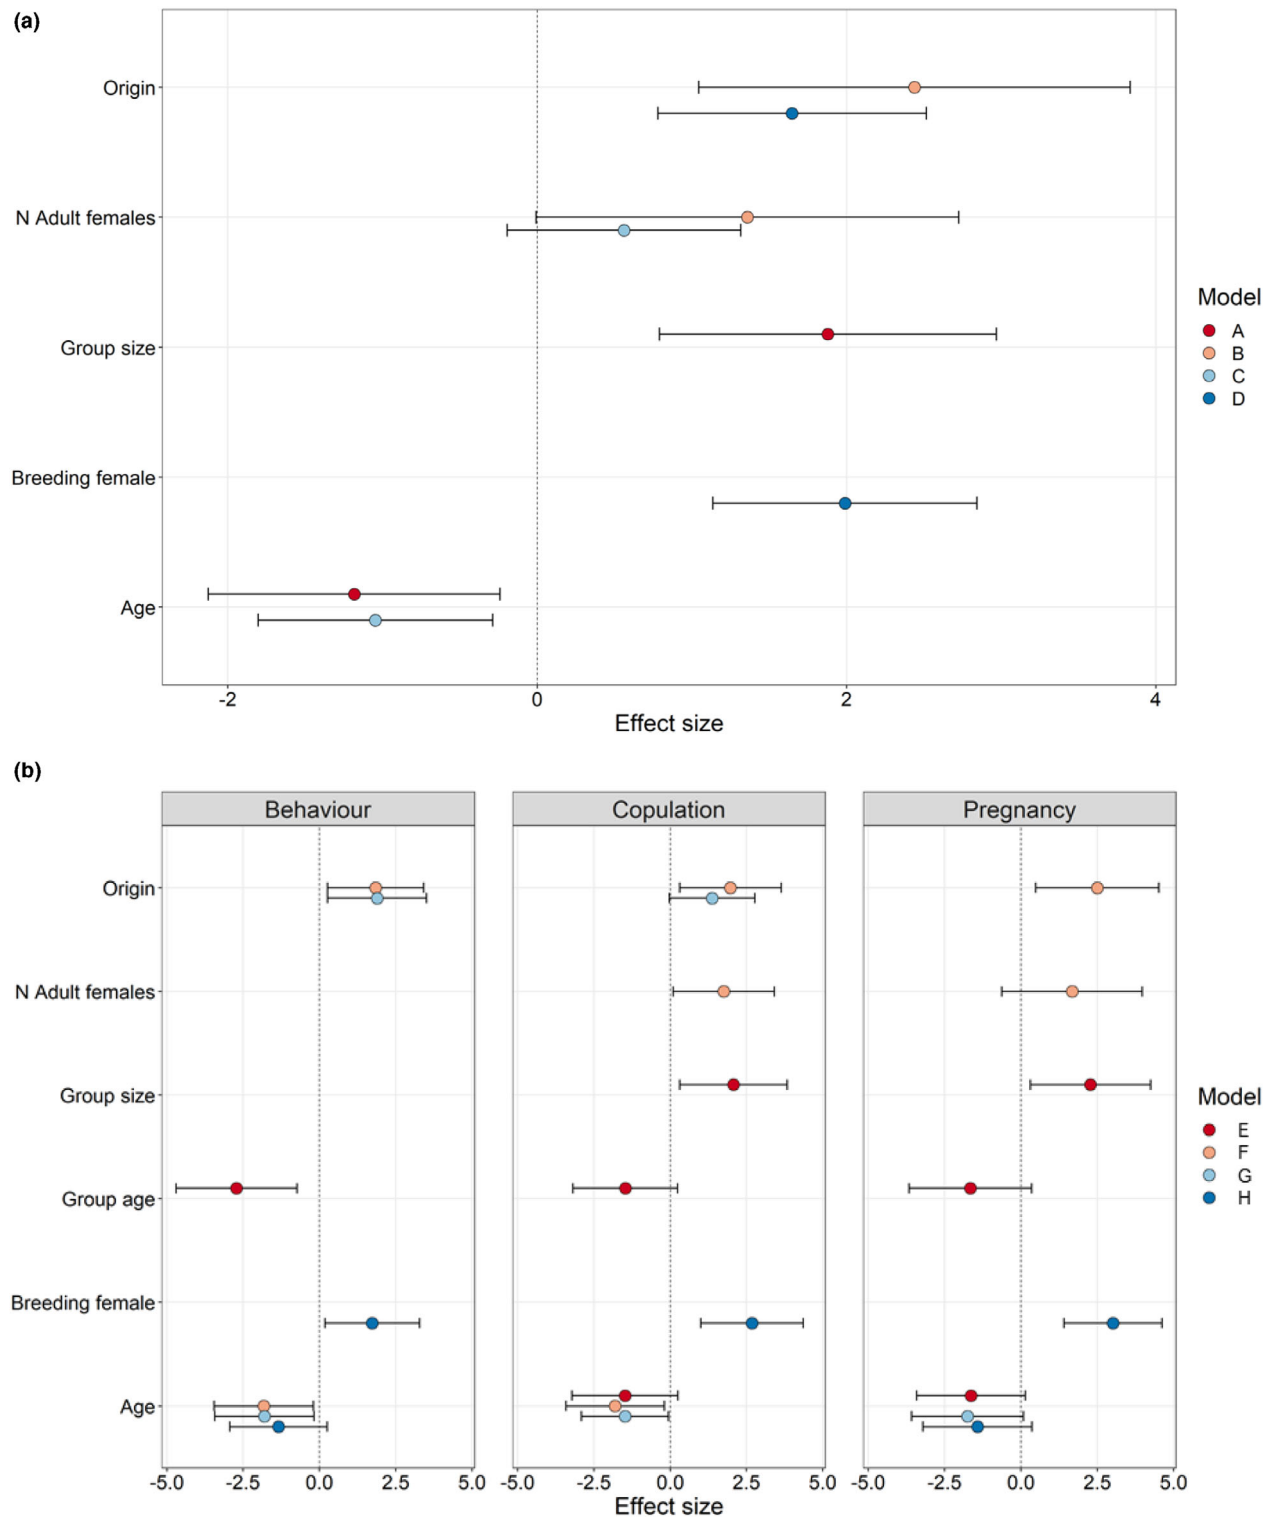 (a)
Origin
N Adult females
Group size
Breeding female
Age
-2 0 2 4
Effect size
Model
A
B
C
D
(b)
Behaviour Copulation Pregnancy
Origin
N Adult females
Group size
Group age
Breeding female
Age
-5.0 -2.5 0.0 2.5 5.0 -5.0 -2.5 0.0 2.5 5.0 -5.0 -2.5 0.0 2.5 5.0
Effect size
Model
E
F
G
H